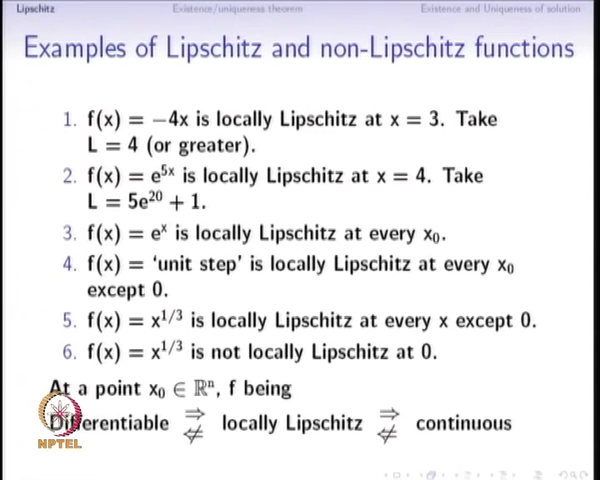 Lipschitz Existence/uniqueness theorem Existence and Uniqueness of solution
Examples of Lipschitz and non-Lipschitz functions
1. f(x) = −4x is locally Lipschitz at x = 3. Take
L = 4 (or greater).
2. f(x) = e^{5x} is locally Lipschitz at x = 4. Take
L = 5e^{20} + 1.
3. f(x) = e^x is locally Lipschitz at every x₀.
4. f(x) = ‘unit step’ is locally Lipschitz at every x₀
except 0.
5. f(x) = x^{1/3} is locally Lipschitz at every x except 0.
6. f(x) = x^{1/3} is not locally Lipschitz at 0.
At a point x₀ ∈ ℝⁿ, f being
Differentiable ⇒ ⇍ locally Lipschitz ⇒ ⇍ continuous
NPTEL